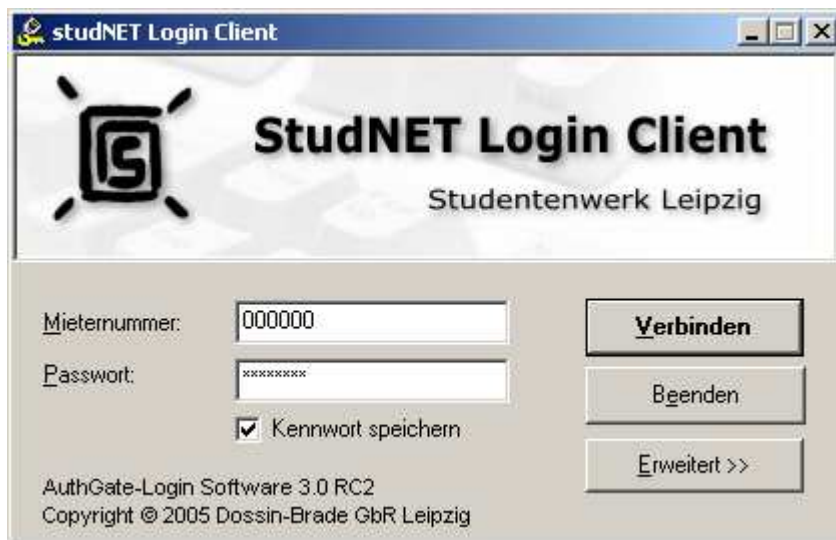 studNET Login Client
StudNET Login Client
Studentenwerk Leipzig
Mieternummer: 000000 Verbinden
Passwort: ******** Beenden
Kennwort speichern
Erweitert >>
AuthGate-Login Software 3.0 RC2
Copyright © 2005 Dossin-Brade GbR Leipzig